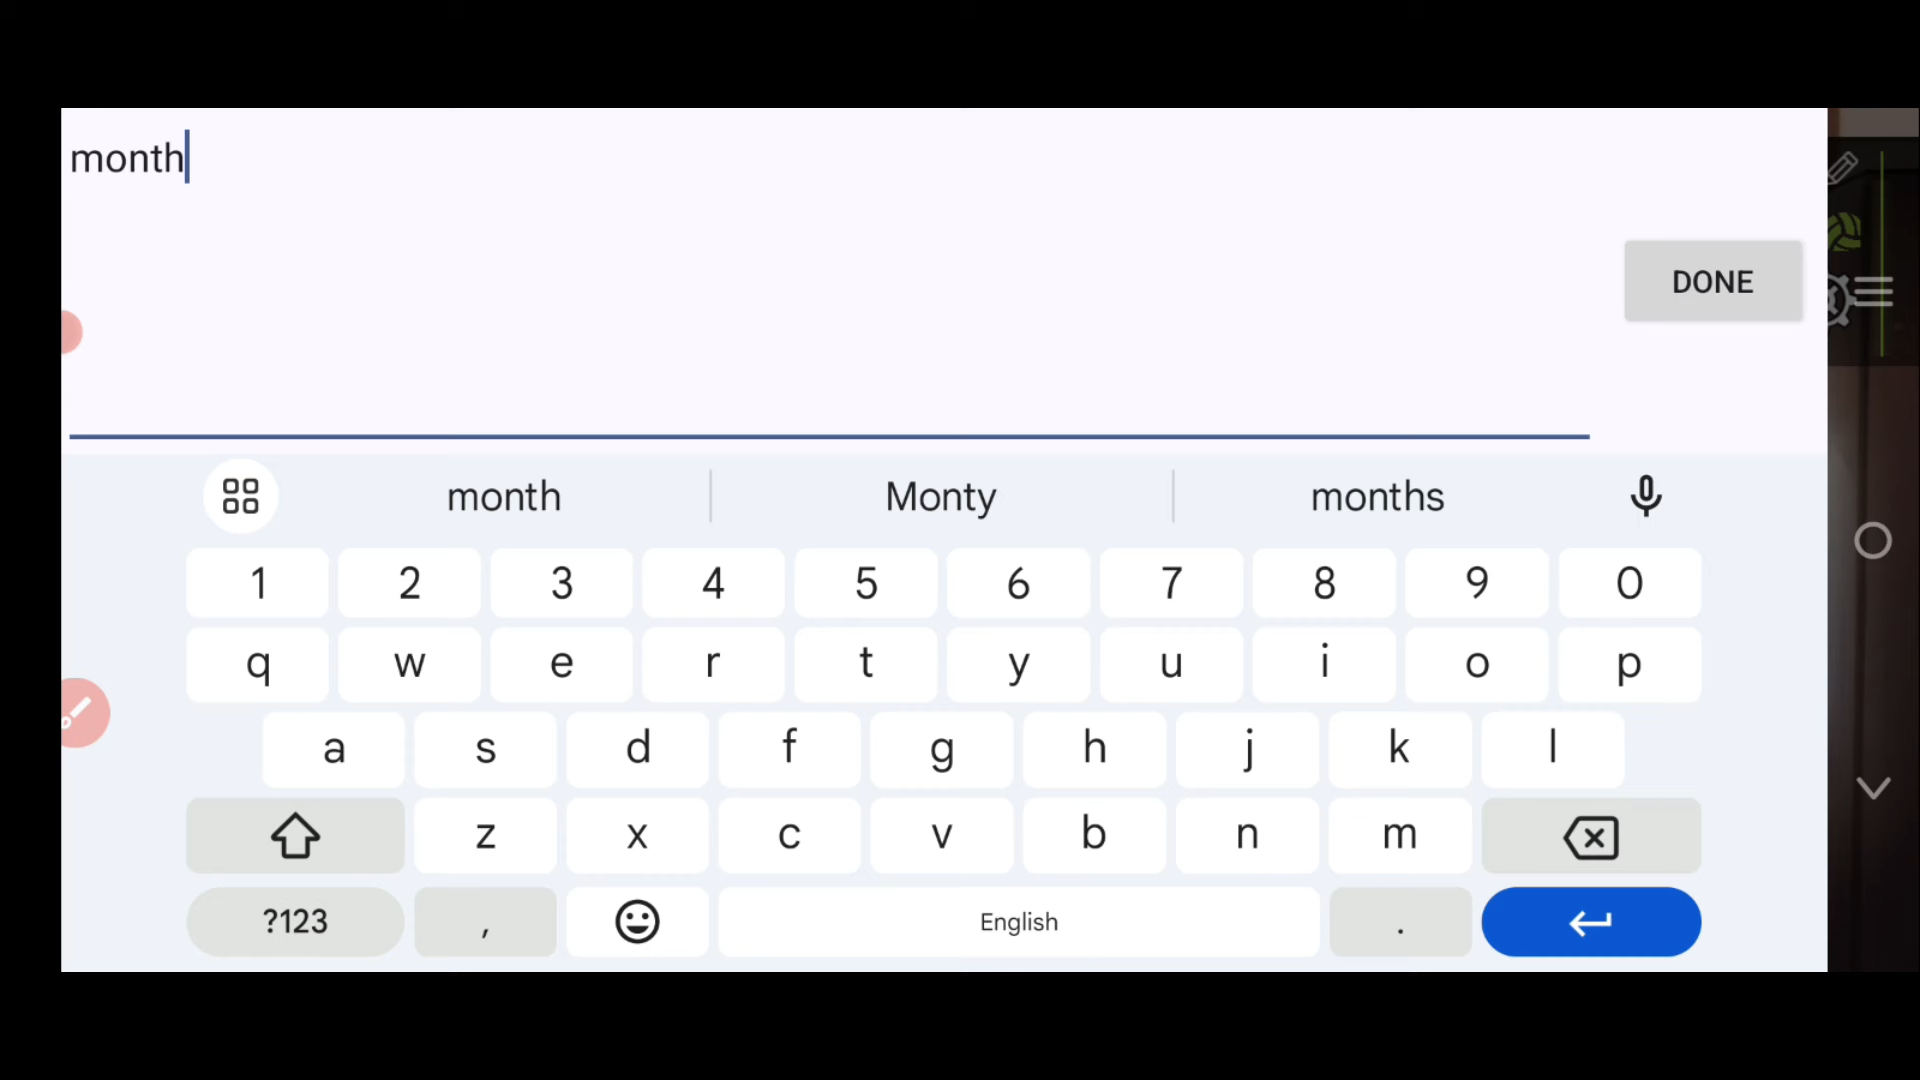 month
DONE
month Monty months
1 2 3 4 5 6 7 8 9 0
q w e r t y u i o p
a s d f g h j k l
z x c v b n m
?123 , English .